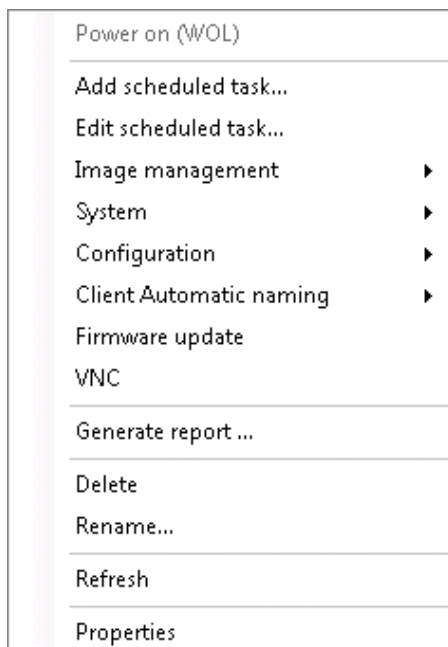 Power on (WOL)
Add scheduled task...
Edit scheduled task...
Image management
System
Configuration
Client Automatic naming
Firmware update
VNC
Generate report ...
Delete
Rename...
Refresh
Properties